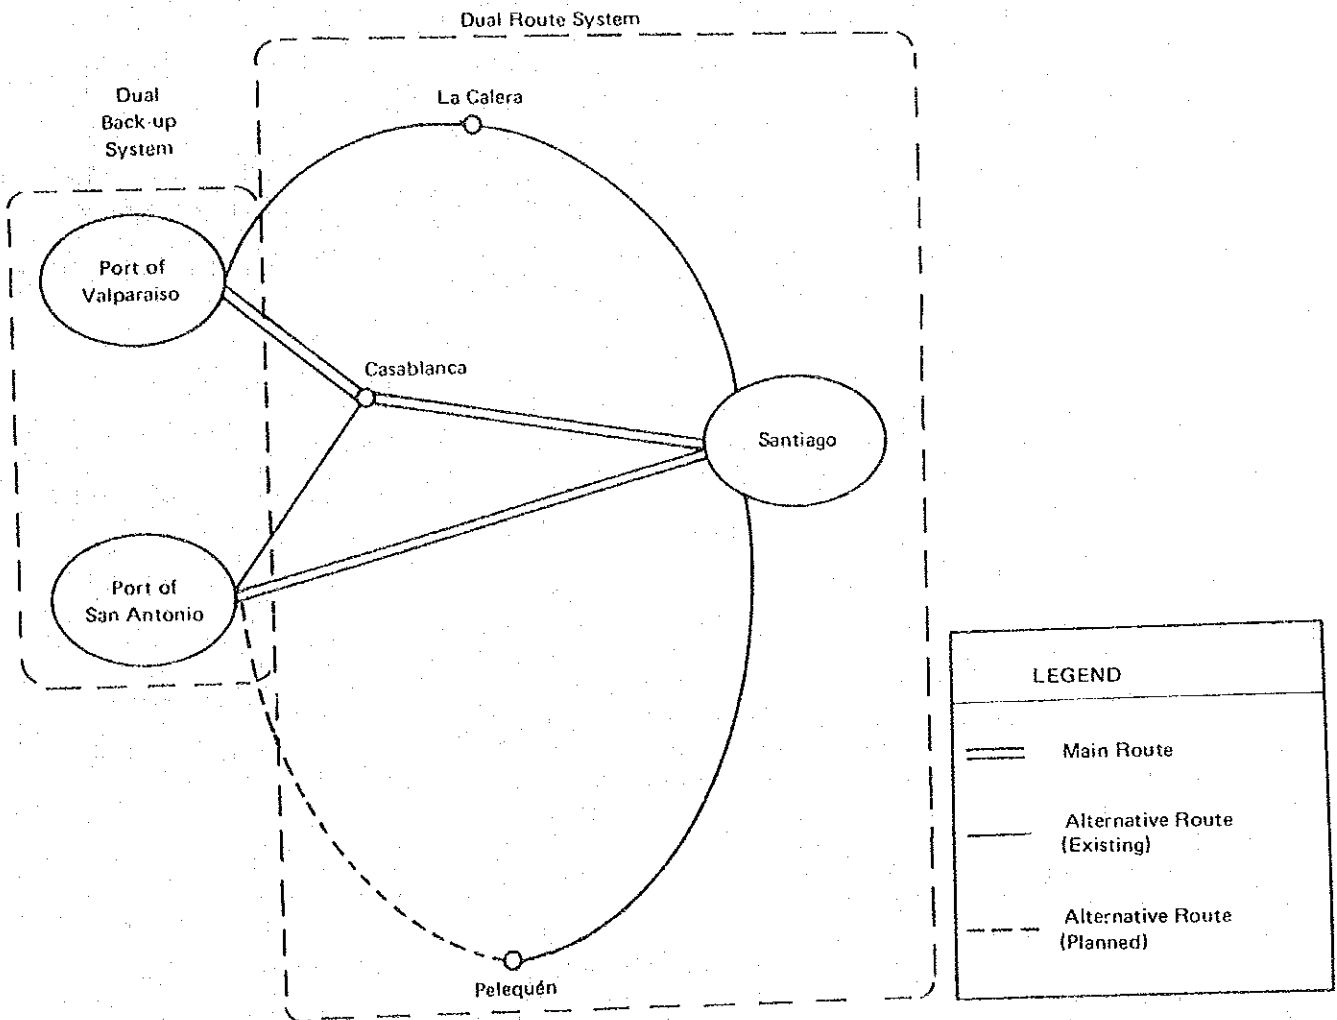 Dual Route System
Dual
Back-up
System
La Calera
Port of
Valparaiso
Casablanca
Santiago
Port of
San Antonio
Pelequén
LEGEND
Main Route
Alternative Route
(Existing)
Alternative Route
(Planned)